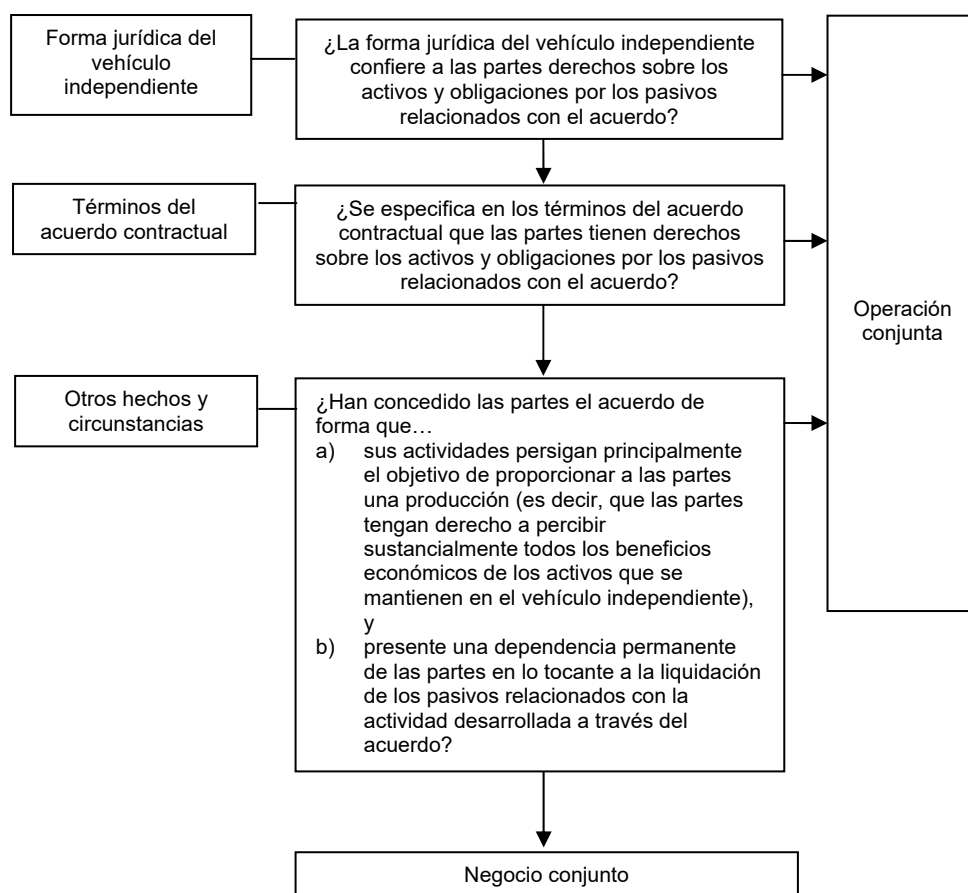 Forma jurídica del
vehículo
independiente
¿La forma jurídica del vehículo independiente
confiere a las partes derechos sobre los
activos y obligaciones por los pasivos
relacionados con el acuerdo?
Términos del
acuerdo contractual
¿Se especifica en los términos del acuerdo
contractual que las partes tienen derechos
sobre los activos y obligaciones por los pasivos
relacionados con el acuerdo?
Operación
conjunta
Otros hechos y
circunstancias
¿Han concedido las partes el acuerdo de
forma que…
a) sus actividades persigan principalmente
el objetivo de proporcionar a las partes
una producción (es decir, que las partes
tengan derecho a percibir
sustancialmente todos los beneficios
económicos de los activos que se
mantienen en el vehículo independiente),
y
b) presente una dependencia permanente
de las partes en lo tocante a la liquidación
de los pasivos relacionados con la
actividad desarrollada a través del
acuerdo?
Negocio conjunto